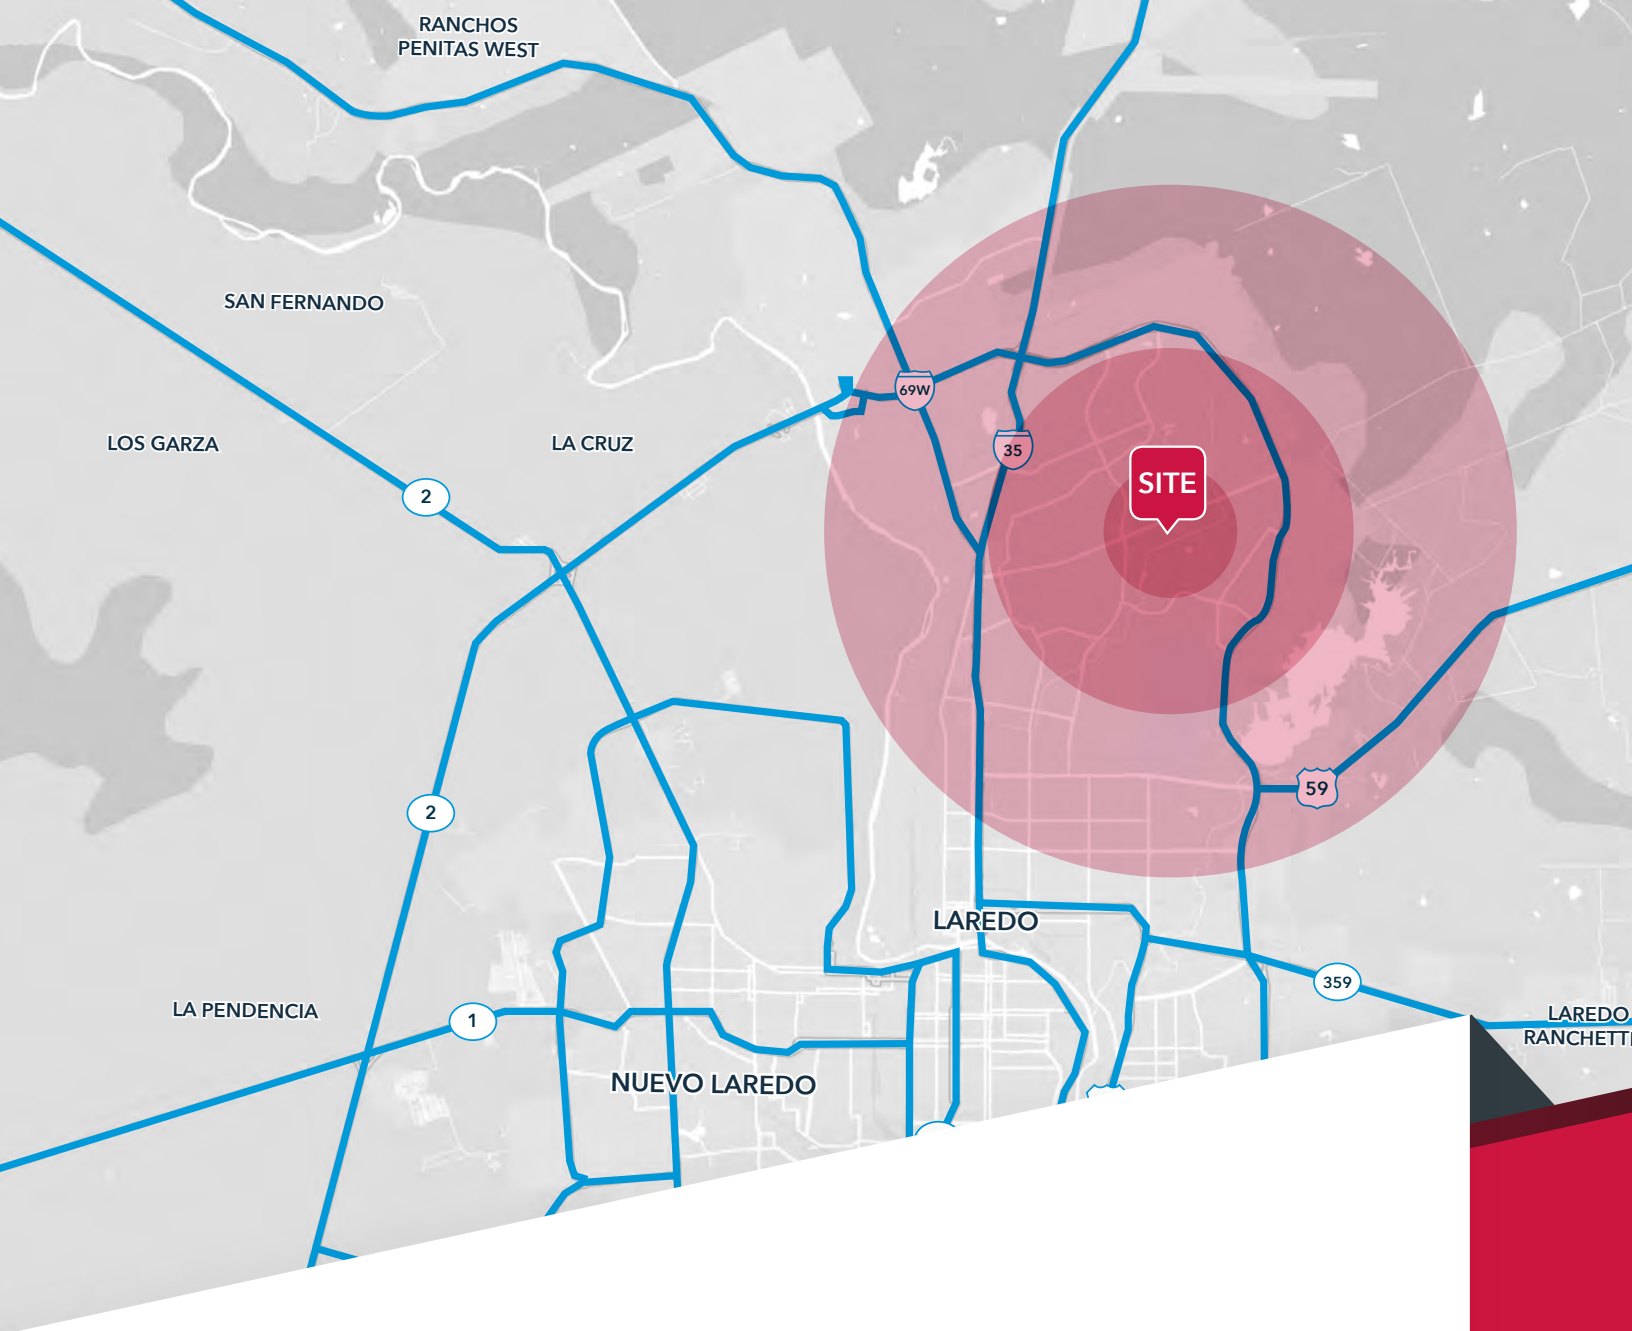 RANCHOS
PENITAS WEST
SAN FERNANDO
69W
LOS GARZA
LA CRUZ
35
SITE
2
59
2
LAREDO
359
LA PENDENCIA
1
LAREDO
RANCHETT
NUEVO LAREDO